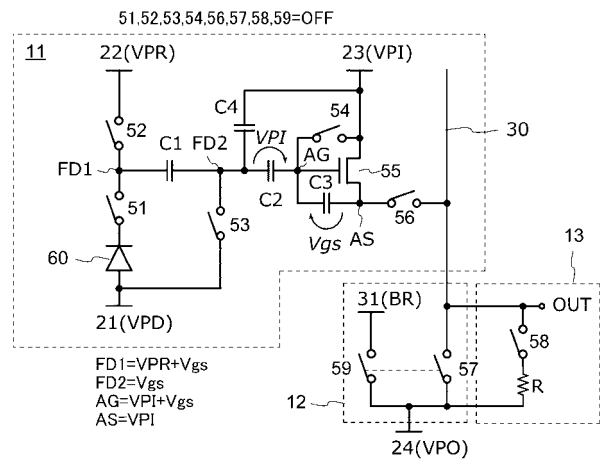 51,52,53,54,56,57,58,59=OFF
11
22(VPR)
23(VPI)
C4
54
52
C1
FD2
VPI
AG
30
FD1
55
C2
C3
51
53
56
Vgs
AS
60
13
21(VPD)
31(BR)
OUT
58
FD1=VPR+Vgs
FD2=Vgs
AG=VPI+Vgs
AS=VPI
59
57
R
12
24(VPO)